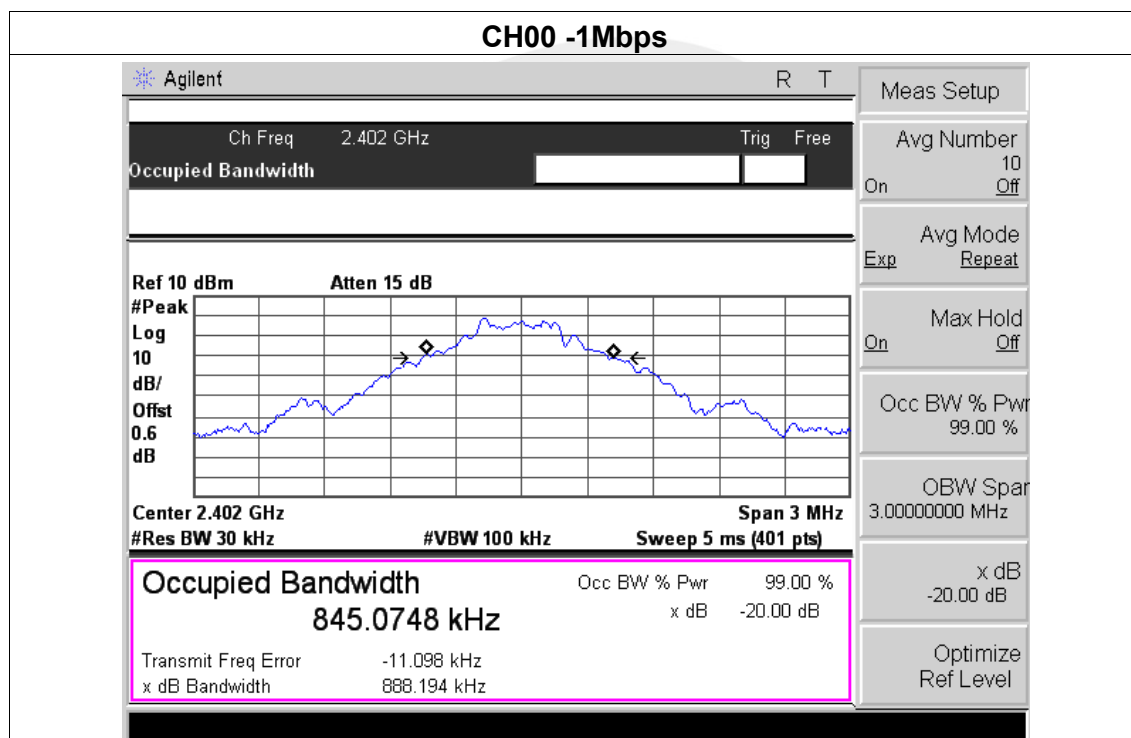 CH00 -1Mbps
Agilent R T
Ch Freq 2.402 GHz Trig Free
Occupied Bandwidth
Ref 10 dBm Atten 15 dB
#Peak
Log
10
dB/
Offst
0.6
dB
Center 2.402 GHz Span 3 MHz
#Res BW 30 kHz #VBW 100 kHz Sweep 5 ms (401 pts)
Occupied Bandwidth Occ BW % Pwr 99.00 %
845.0748 kHz x dB -20.00 dB
Transmit Freq Error -11.098 kHz
x dB Bandwidth 888.194 kHz
Meas Setup
Avg Number
10
On Off
Avg Mode
Exp Repeat
Max Hold
On Off
Occ BW % Pwr
99.00 %
OBW Span
3.00000000 MHz
x dB
-20.00 dB
Optimize
Ref Level